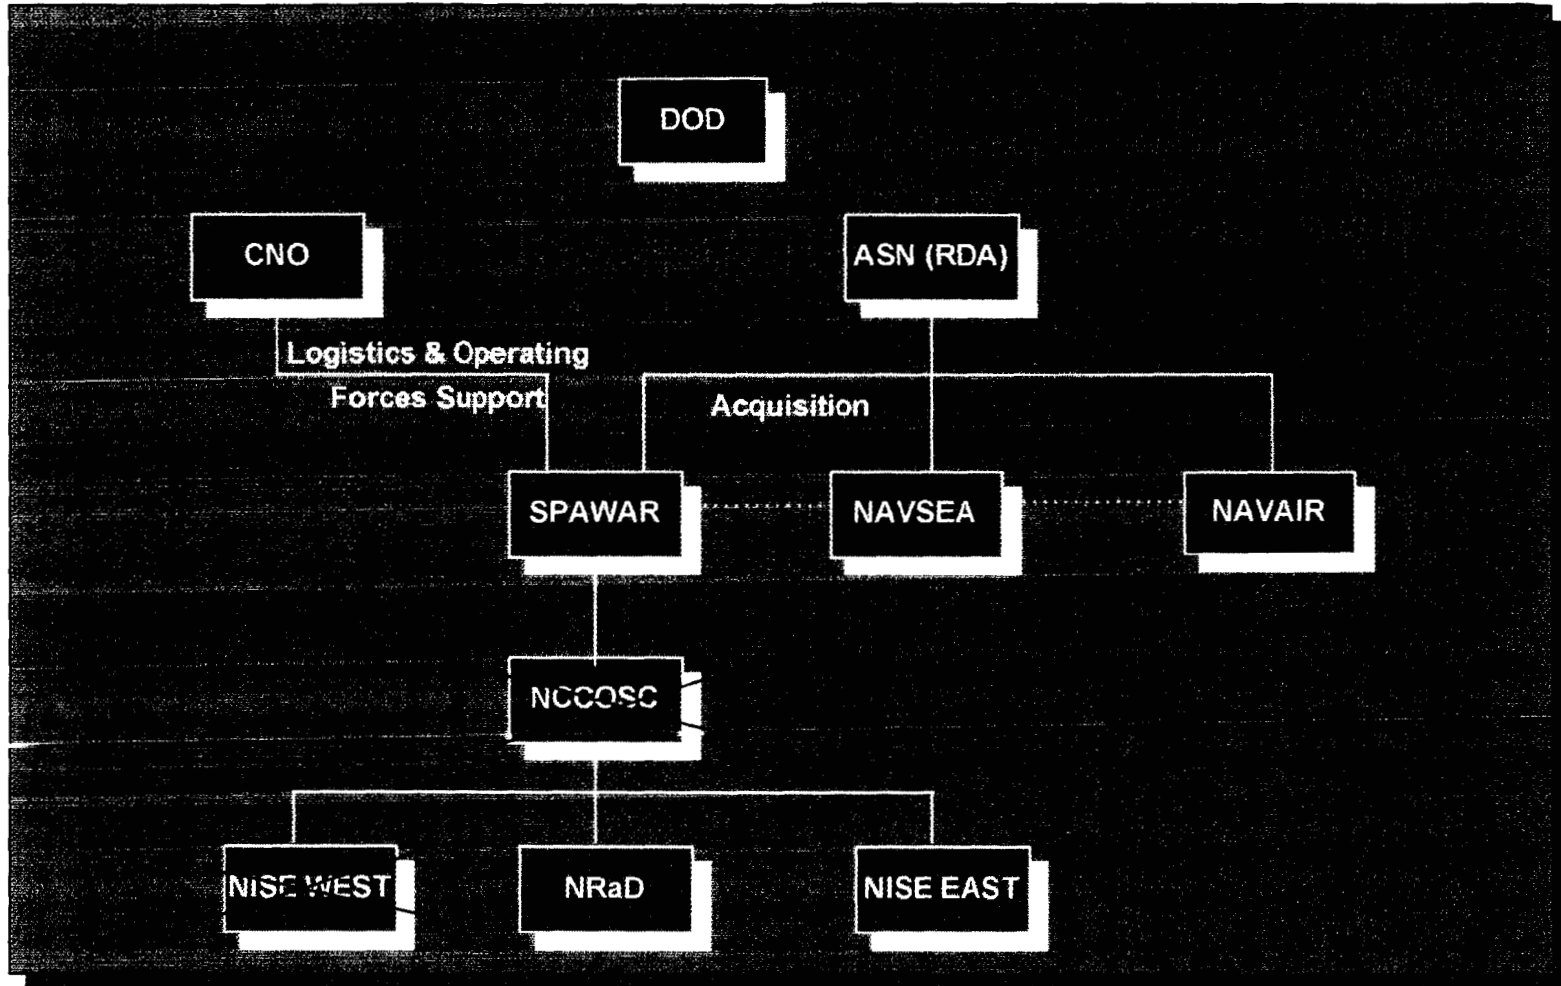 DOD
CNO
ASN (RDA)
Logistics & Operating
Forces Support
Acquisition
SPAWAR
NAVSEA
NAVAIR
NCCOSC
NISE WEST
NRaD
NISE EAST